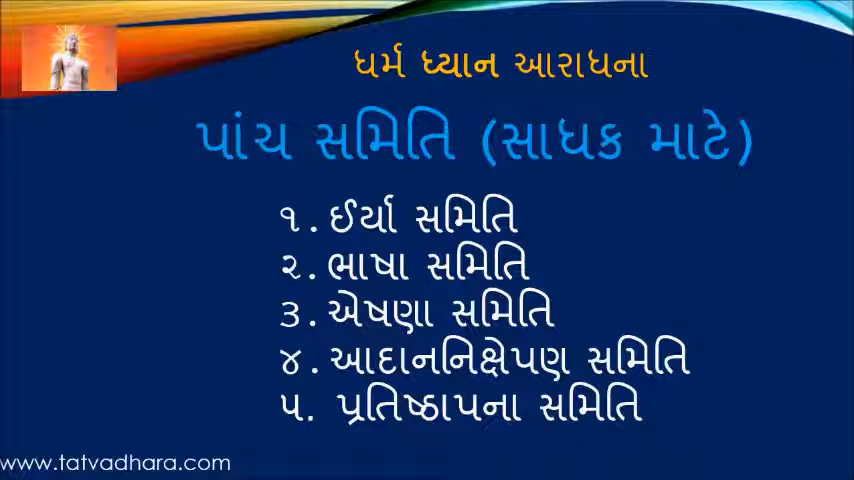 ધર્મ ધ્યાન આરાધના
પાંચ સમિતિ (સાધક માટે)
૧. ઈર્યા સમિતિ
૨. ભાષા સમિતિ
૩. એષણા સમિતિ
૪. આદાનનિક્ષેપણ સમિતિ
૫. પ્રતિષ્ઠાપના સમિતિ
www.tatvadhara.com